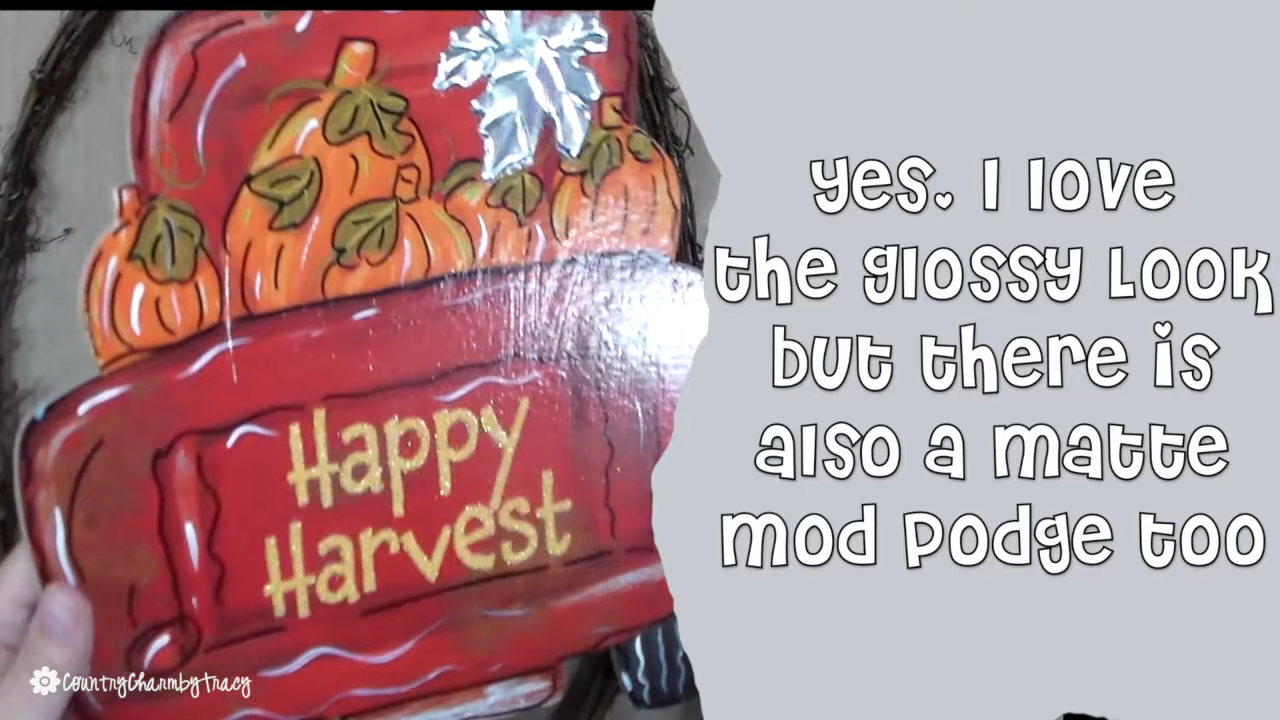 Happy
Harvest
CountryCharmbyTracy
yes. I love
the glossy look
but there is
also a matte
mod podge too